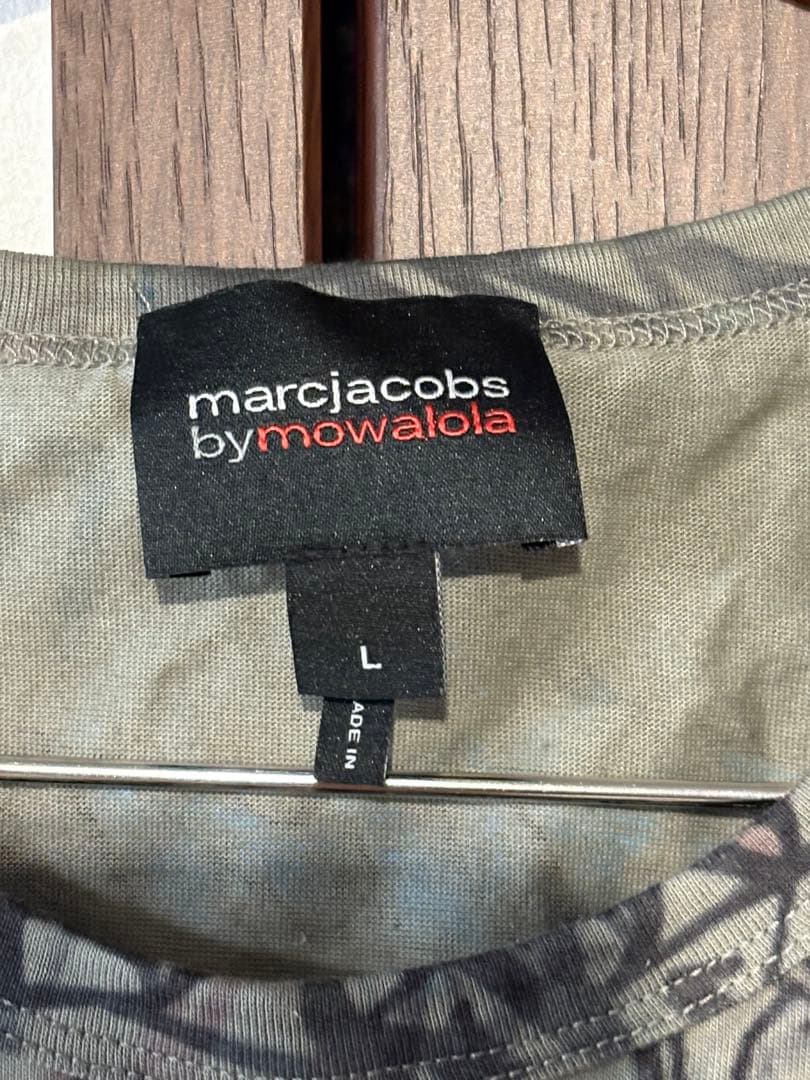 marcjacobs
bymowalola
L
ADE IN